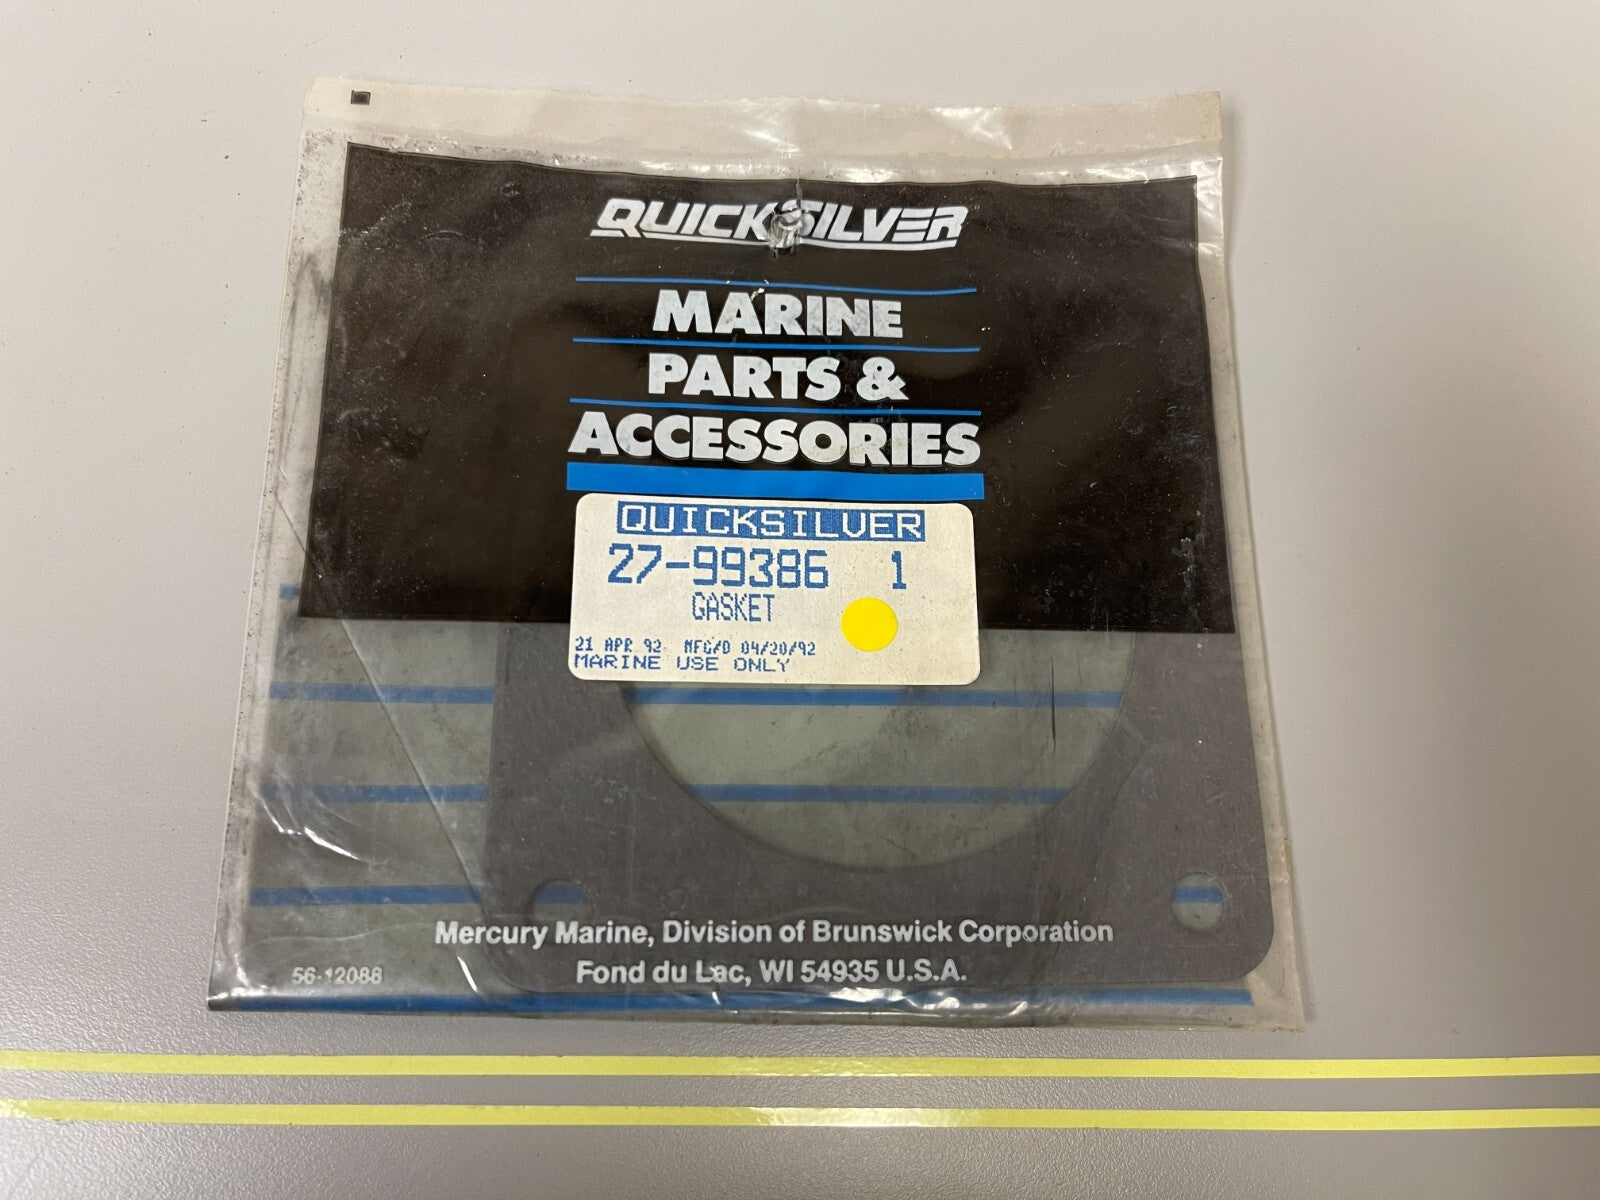 QUICKSILVER
MARINE
PARTS &
ACCESSORIES
QUICKSILVER
27-99386 1
GASKET
21 APR 92 MFG/D 04/20/92
MARINE USE ONLY
Mercury Marine, Division of Brunswick Corporation
Fond du Lac, WI 54935 U.S.A.
56-12088